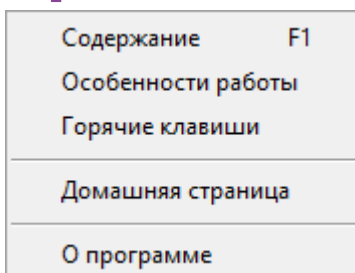 Содержание F1
Особенности работы
Горячие клавиши
Домашняя страница
О программе